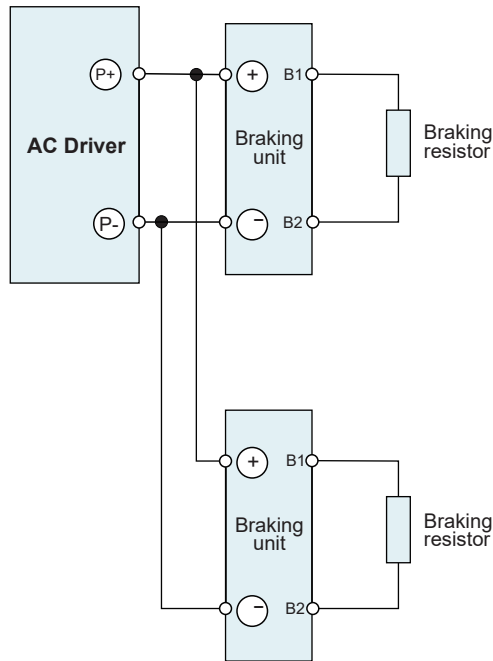 P+
AC Driver
P-
+
B1
Braking
unit
−
B2
Braking
resistor
+
B1
Braking
unit
−
B2
Braking
resistor